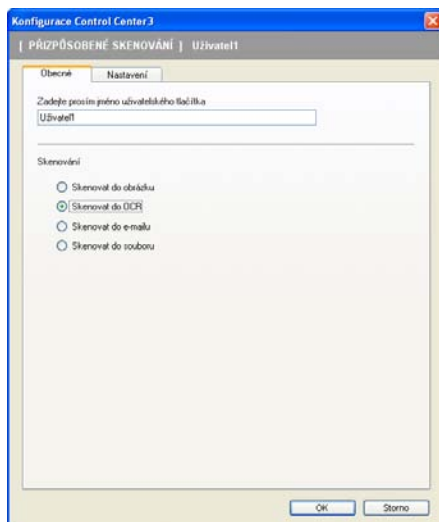 Konfigurace Control Center3
[ PŘIZPŮSOBENÉ SKENOVÁNÍ ] Uživatel1
Obecné Nastavení
Zadejte prosím jméno uživatelského tlačítka
Uživatel1
Skenování
Skenovat do obrázku
Skenovat do OCR
Skenovat do e-mailu
Skenovat do souboru
OK Storno